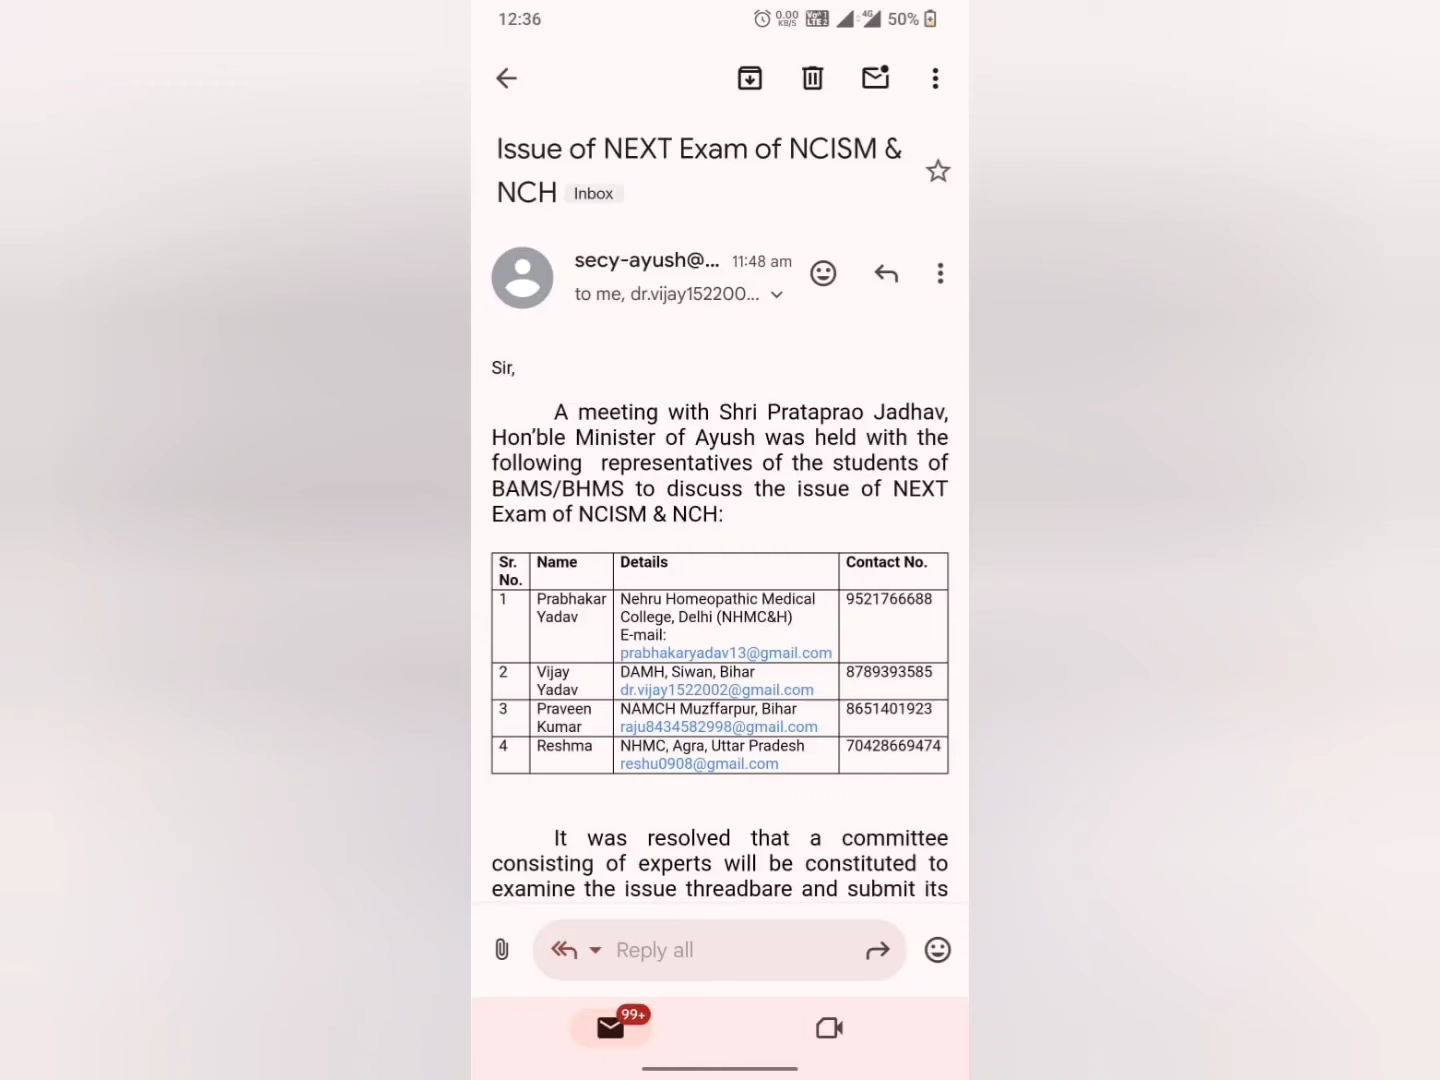 12:36
0.00
KB/S
4G
50%
Issue of NEXT Exam of NCISM &
NCH Inbox
secy-ayush@... 11:48 am
to me, dr.vijay152200...
Sir,
A meeting with Shri Prataprao Jadhav,
Hon'ble Minister of Ayush was held with the
following representatives of the students of
BAMS/BHMS to discuss the issue of NEXT
Exam of NCISM & NCH:
Sr. No. Name Details Contact No.
1 Prabhakar Nehru Homeopathic Medical 9521766688
Yadav College, Delhi (NHMC&H)
E-mail:
prabhakaryadav13@gmail.com
2 Vijay DAMH, Siwan, Bihar 8789393585
Yadav dr.vijay1522002@gmail.com
3 Praveen NAMCH Muzffarpur, Bihar 8651401923
Kumar raju8434582998@gmail.com
4 Reshma NHMC, Agra, Uttar Pradesh 70428669474
reshu0908@gmail.com
It was resolved that a committee
consisting of experts will be constituted to
examine the issue threadbare and submit its
Reply all
99+